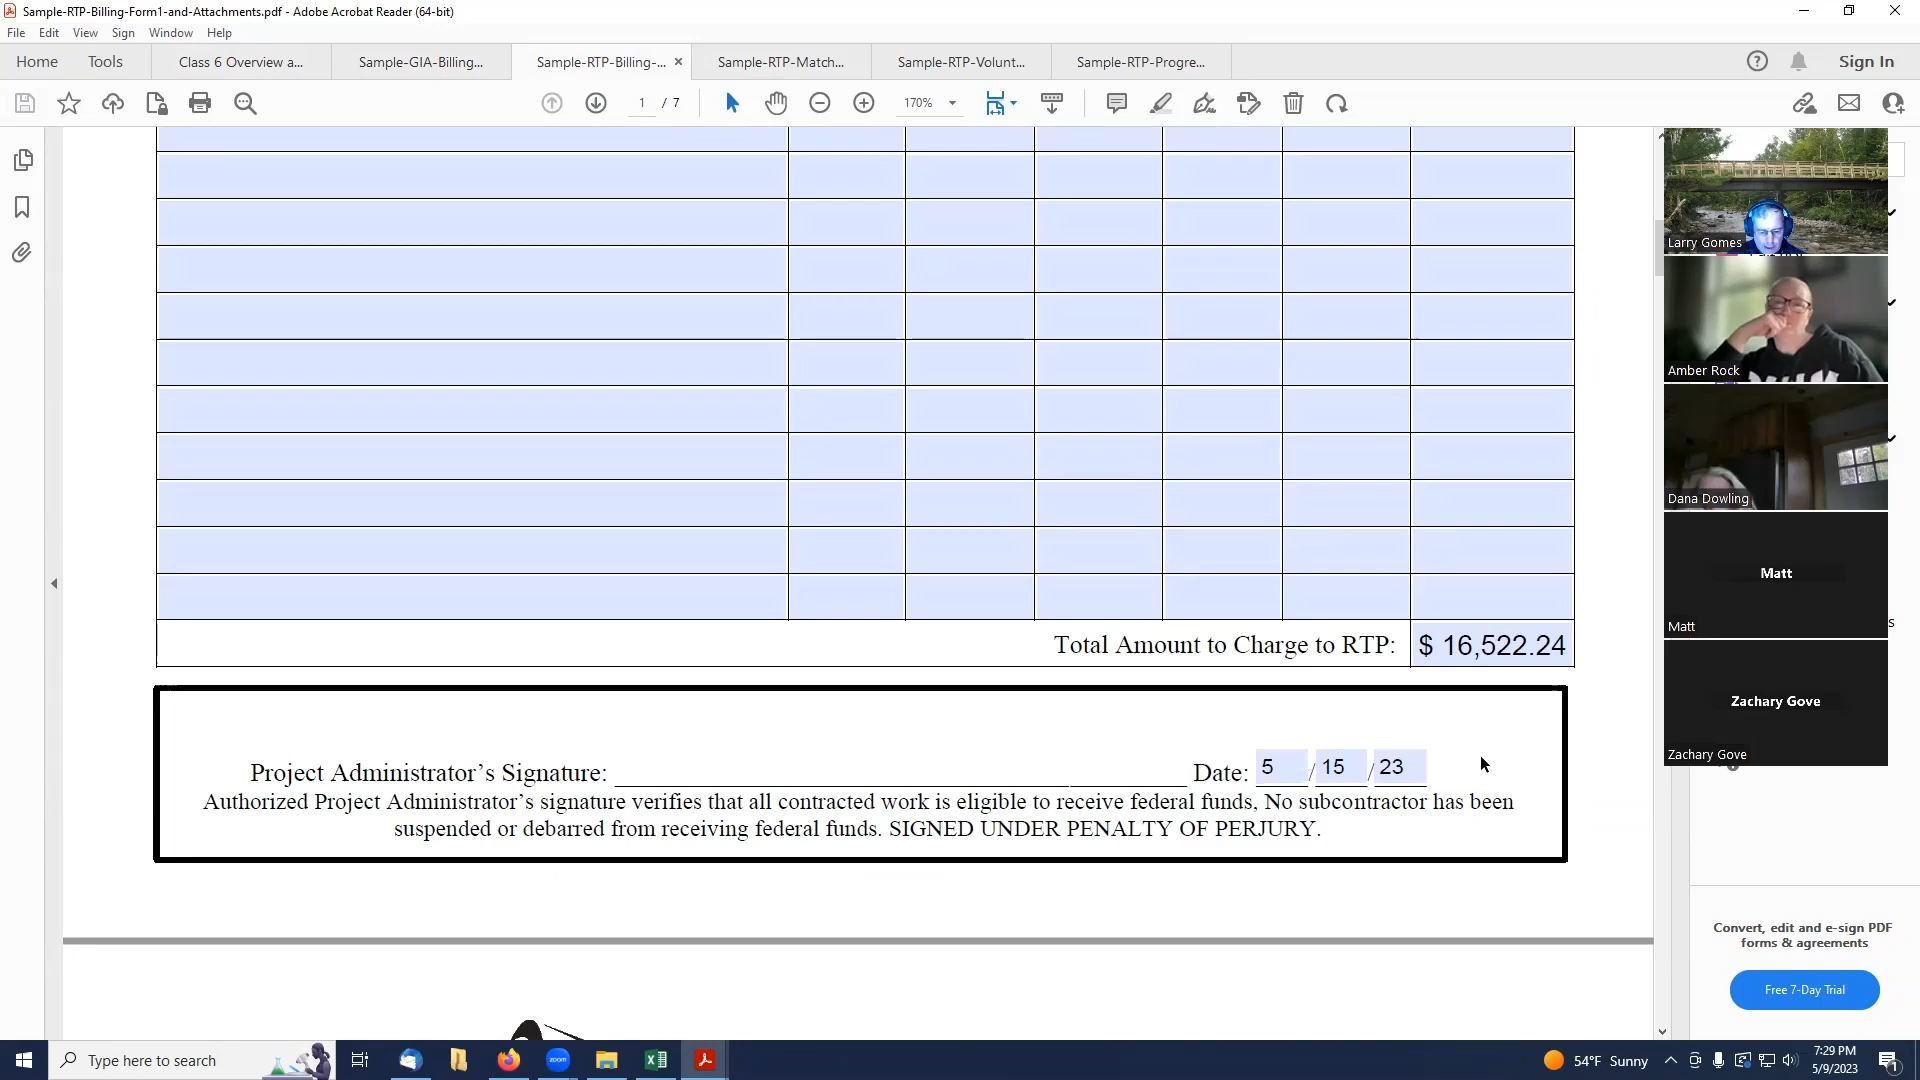 Sample-RTP-Billing-Form1-and-Attachments.pdf - Adobe Acrobat Reader (64-bit)
File Edit View Sign Window Help
Home Tools Class 6 Overview a... Sample-GIA-Billing... Sample-RTP-Billing-... Sample-RTP-Match... Sample-RTP-Volunt... Sample-RTP-Progre... Sign In
1 / 7 170%
Larry Gomes
Amber Rock
Dana Dowling
Matt
Matt
Zachary Gove
Zachary Gove
Total Amount to Charge to RTP: $ 16,522.24
Project Administrator’s Signature: Date: 5 / 15 / 23
Authorized Project Administrator’s signature verifies that all contracted work is eligible to receive federal funds, No subcontractor has been
suspended or debarred from receiving federal funds. SIGNED UNDER PENALTY OF PERJURY.
Convert, edit and e-sign PDF
forms & agreements
Free 7-Day Trial
Type here to search
zoom
54°F Sunny
7:29 PM
5/9/2023
1